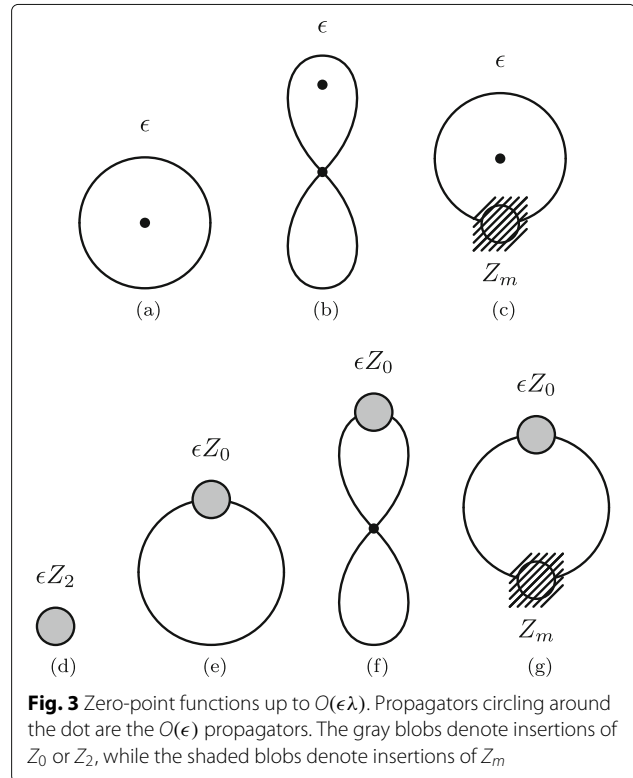 ϵ
ϵ
ϵ
(a)
(b)
Z_m
(c)
ϵZ_2
(d)
ϵZ_0
(e)
ϵZ_0
(f)
ϵZ_0
Z_m
(g)
Fig. 3 Zero-point functions up to O(ϵλ). Propagators circling around
the dot are the O(ϵ) propagators. The gray blobs denote insertions of
Z_0 or Z_2, while the shaded blobs denote insertions of Z_m